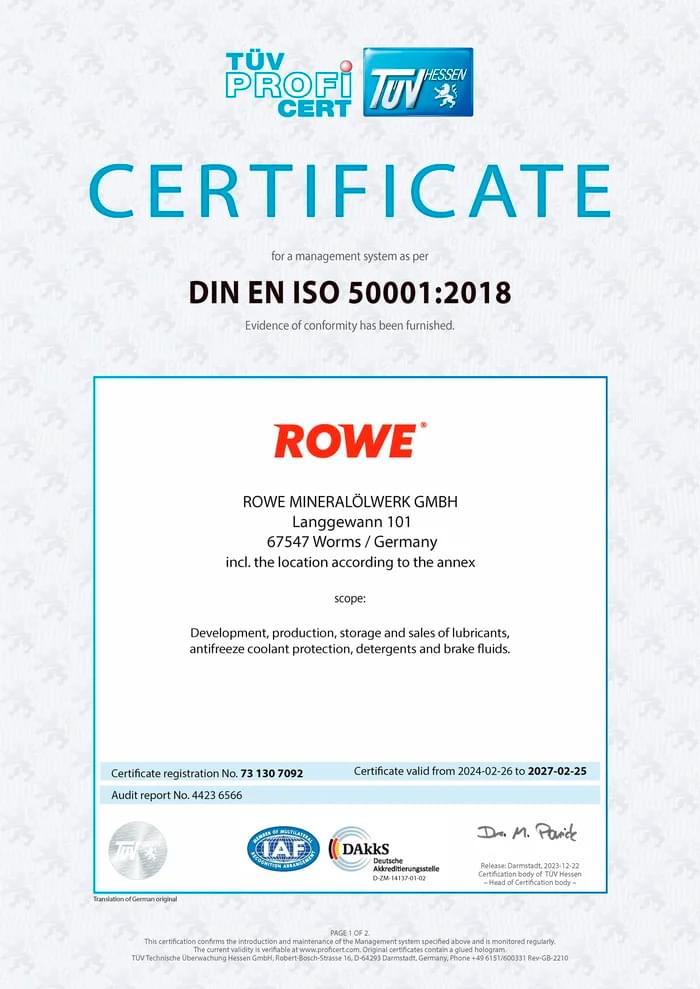 TÜV
PROFI
CERT
TÜV HESSEN
CERTIFICATE
for a management system as per
DIN EN ISO 50001:2018
Evidence of conformity has been furnished.
ROWE®
ROWE MINERALÖLWERK GMBH
Langgewann 101
67547 Worms / Germany
incl. the location according to the annex
scope:
Development, production, storage and sales of lubricants,
antifreeze coolant protection, detergents and brake fluids.
Certificate registration No. 73 130 7092
Certificate valid from 2024-02-26 to 2027-02-25
Audit report No. 4423 6566
TÜV
MEMBER OF MULTILATERAL
IAF
RECOGNITION ARRANGEMENT
DAkkS
Deutsche
Akkreditierungsstelle
D-ZM-14137-01-02
Release: Darmstadt, 2023-12-22
Certification body of TÜV Hessen
– Head of Certification body –
Translation of German original
PAGE 1 OF 2.
This certification confirms the introduction and maintenance of the Management system specified above and is monitored regularly.
The current validity is verifiable at www.proficert.com. Original certificates contain a glued hologram.
TÜV Technische Überwachung Hessen GmbH, Robert-Bosch-Strasse 16, D-64293 Darmstadt, Germany, Phone +49 6151/600331 Rev-GB-2210